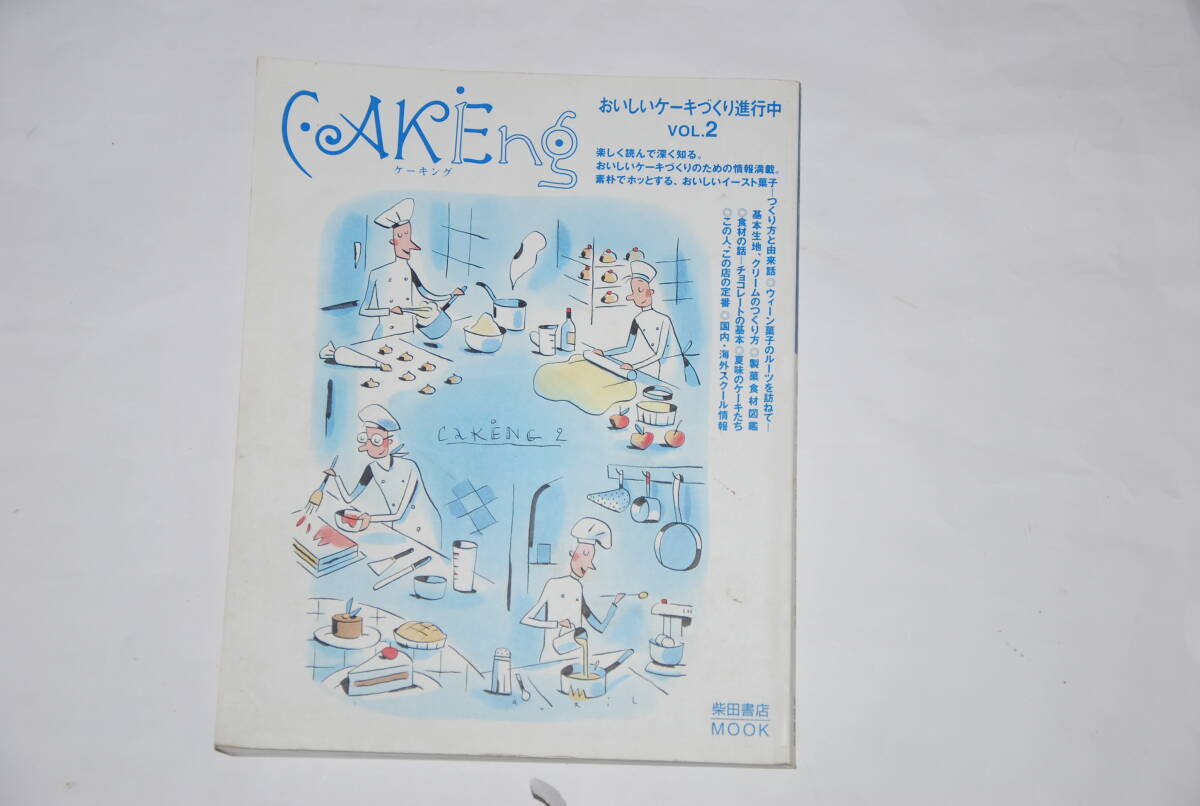 CAKEng
ケーキング
おいしいケーキづくり進行中
VOL.2
楽しく読んで深く知る。
おいしいケーキづくりのための情報満載。
素朴でホッとする、おいしいイースト菓子―つくり方と由来話◎ウィーン菓子のルーツを訪ねて―
基本生地、クリームのつくり方◎製菓食材図鑑
◎食材の話―チョコレートの基本◎夏味のケーキたち
◎この人、この店の定番◎国内・海外スクール情報
CAKENG 2
柴田書店
MOOK